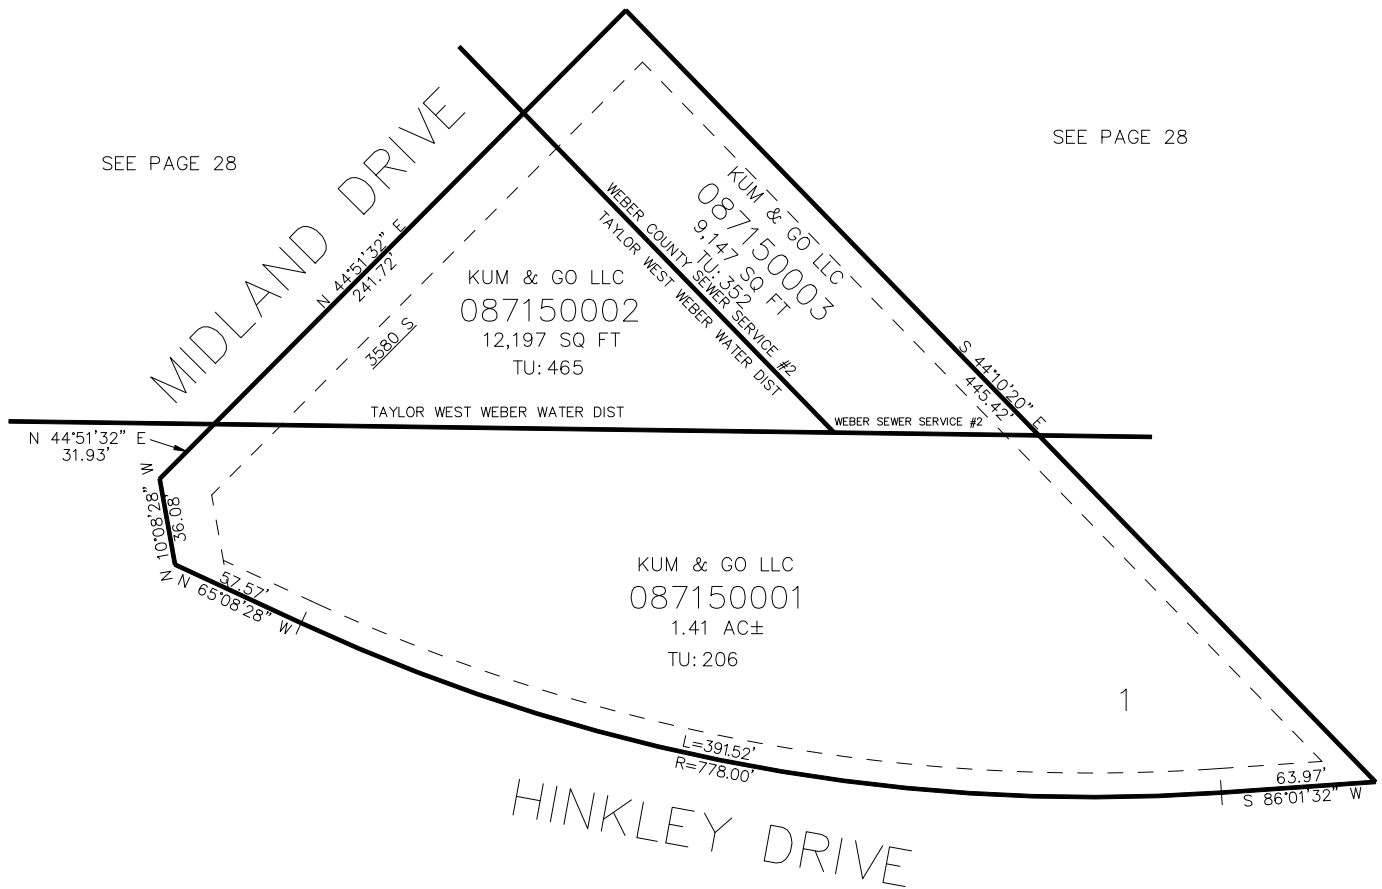 SEE PAGE 28
SEE PAGE 28
MIDLAND DRIVE
N 44°51'32" E
241.72'
3580 S
KUM & GO LLC
087150002
12,197 SQ FT
TU: 465
WEBER COUNTY SEWER SERVICE #2
TAYLOR WEST WEBER WATER DIST
KUM & GO LLC
087150003
9,147 SQ FT
TU: 352
S 44°10'20" E
445.42'
TAYLOR WEST WEBER WATER DIST
WEBER SEWER SERVICE #2
N 44°51'32" E
31.93'
N 10°08'28" W
36.08'
57.57'
N 65°08'28" W
KUM & GO LLC
087150001
1.41 AC±
TU: 206
1
L=391.52'
R=778.00'
63.97'
S 86°01'32" W
HINKLEY DRIVE